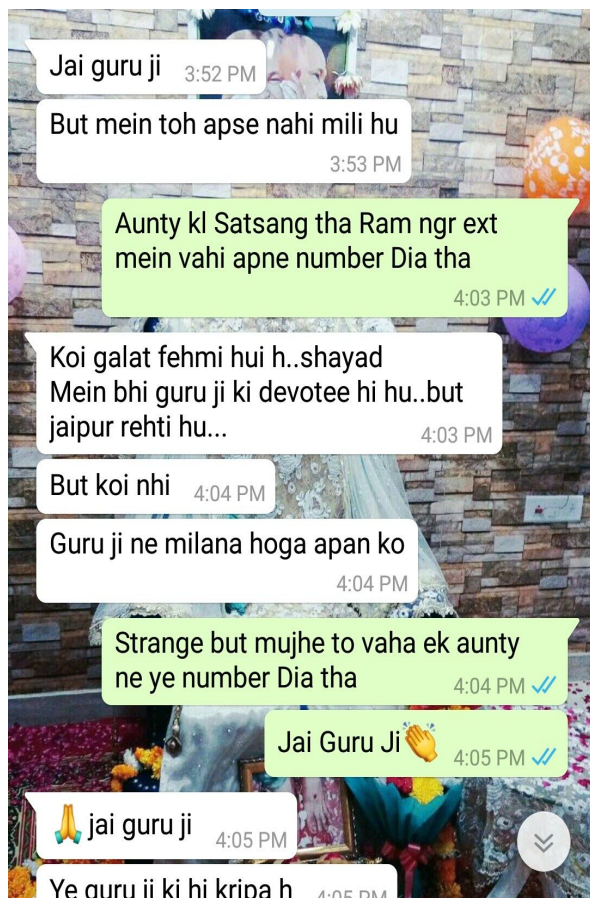 Jai guru ji 3:52 PM
But mein toh apse nahi mili hu
3:53 PM
Aunty kl Satsang tha Ram ngr ext
mein vahi apne number Dia tha
4:03 PM
Koi galat fehmi hui h..shayad
Mein bhi guru ji ki devotee hi hu..but
jaipur rehti hu... 4:03 PM
But koi nhi 4:04 PM
Guru ji ne milana hoga apan ko
4:04 PM
Strange but mujhe to vaha ek aunty
ne ye number Dia tha 4:04 PM
Jai Guru Ji👏 4:05 PM
🙏jai guru ji 4:05 PM
Ye guru ji ki hi kripa h 4:05 PM